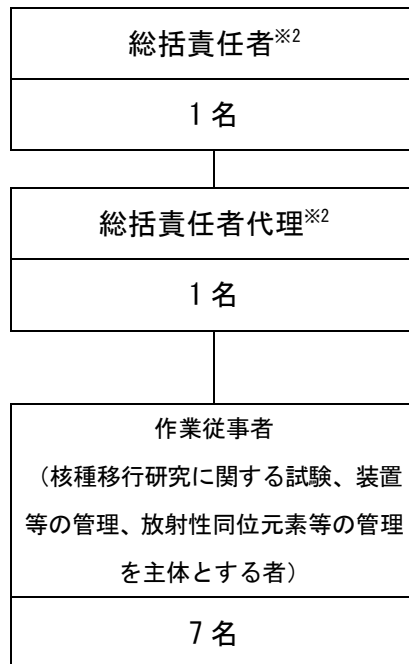 総括責任者※2
1名
総括責任者代理※2
1名
作業従事者
（核種移行研究に関する試験、装置
等の管理、放射性同位元素等の管理
を主体とする者）
7名